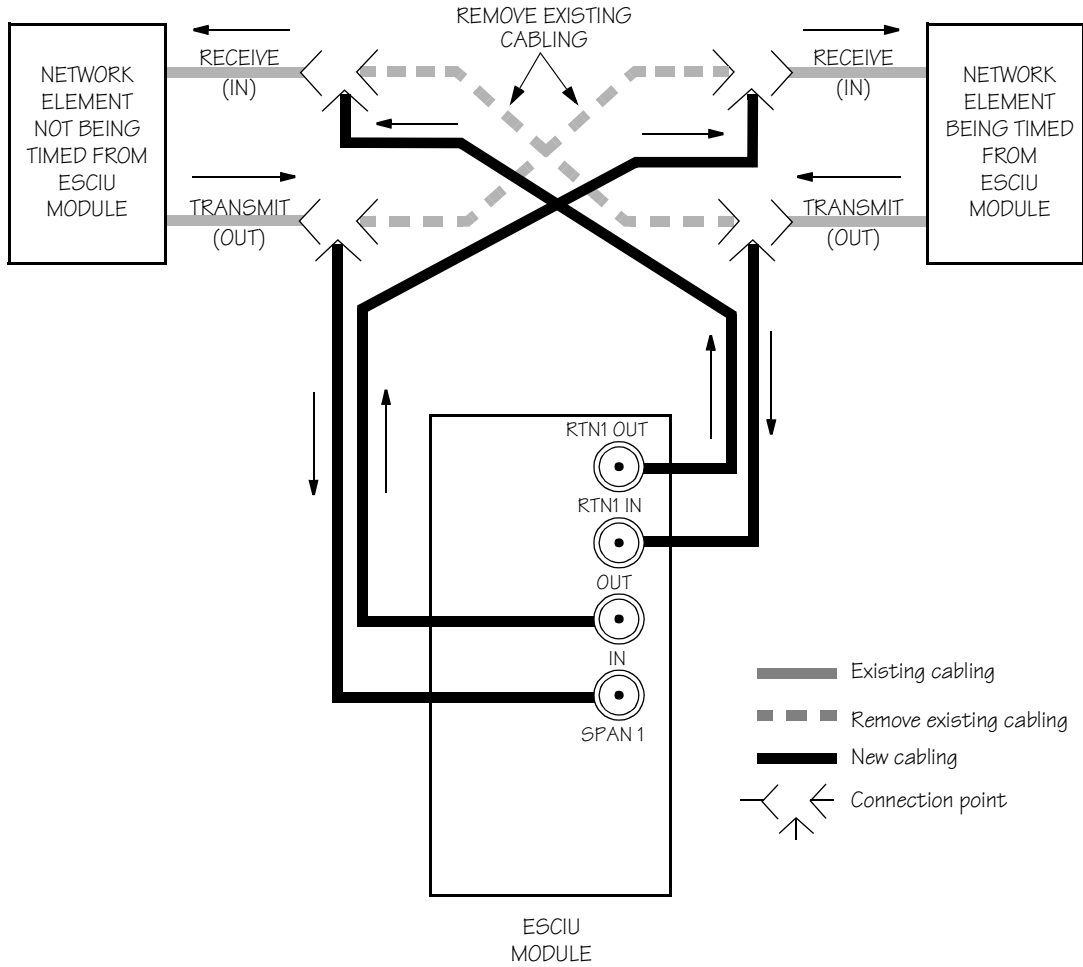 REMOVE EXISTING
CABLING
NETWORK
ELEMENT
NOT BEING
TIMED FROM
ESCIU
MODULE
RECEIVE
(IN)
TRANSMIT
(OUT)
RECEIVE
(IN)
TRANSMIT
(OUT)
NETWORK
ELEMENT
BEING TIMED
FROM
ESCIU
MODULE
RTN1 OUT
RTN1 IN
OUT
IN
SPAN 1
Existing cabling
Remove existing cabling
New cabling
Connection point
ESCIU
MODULE